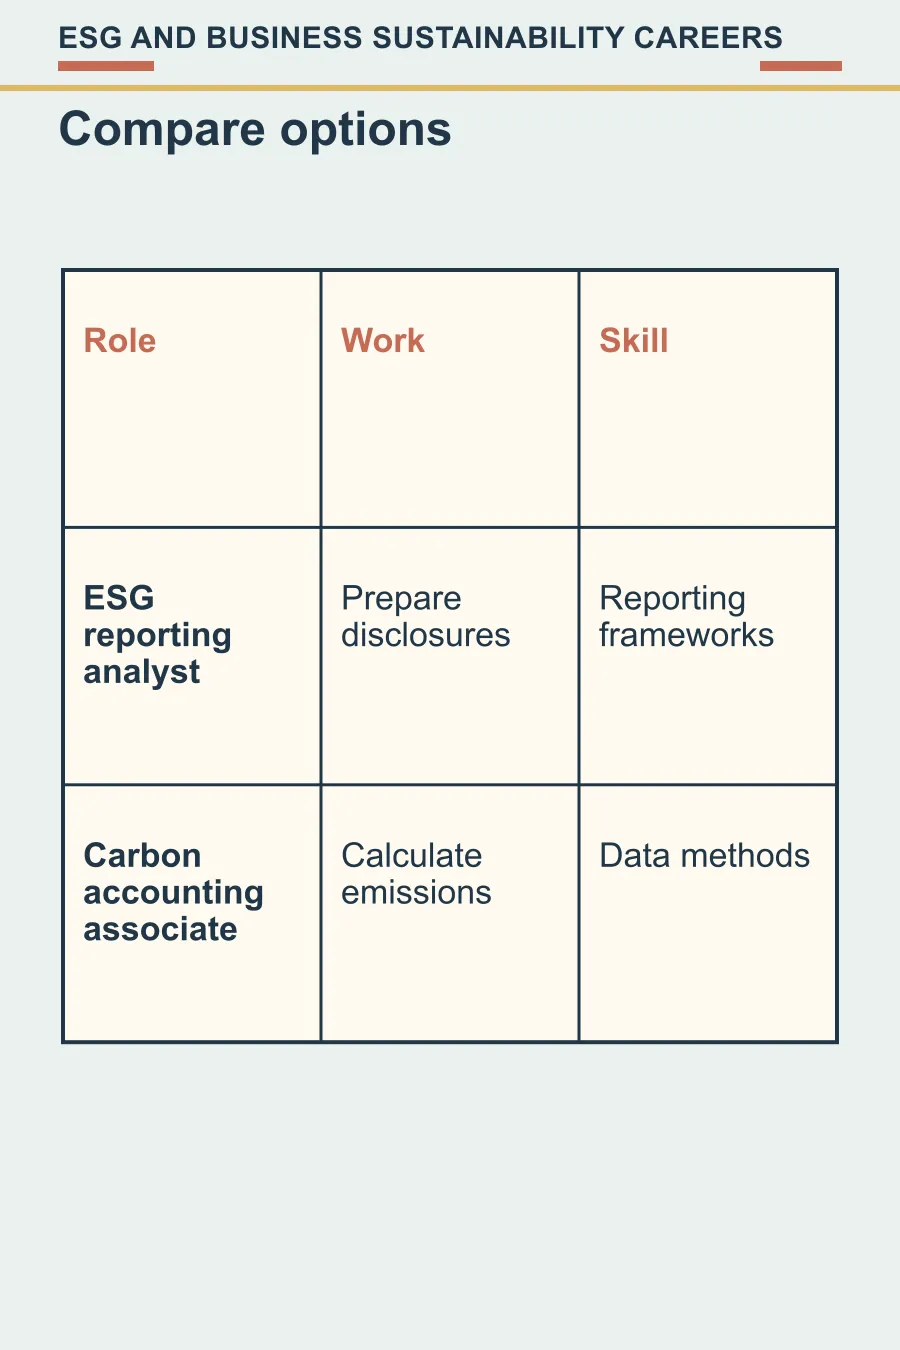 ESG AND BUSINESS SUSTAINABILITY CAREERS
Compare options
Role
Work
Skill
ESG
reporting
analyst
Prepare
disclosures
Reporting
frameworks
Carbon
accounting
associate
Calculate
emissions
Data methods